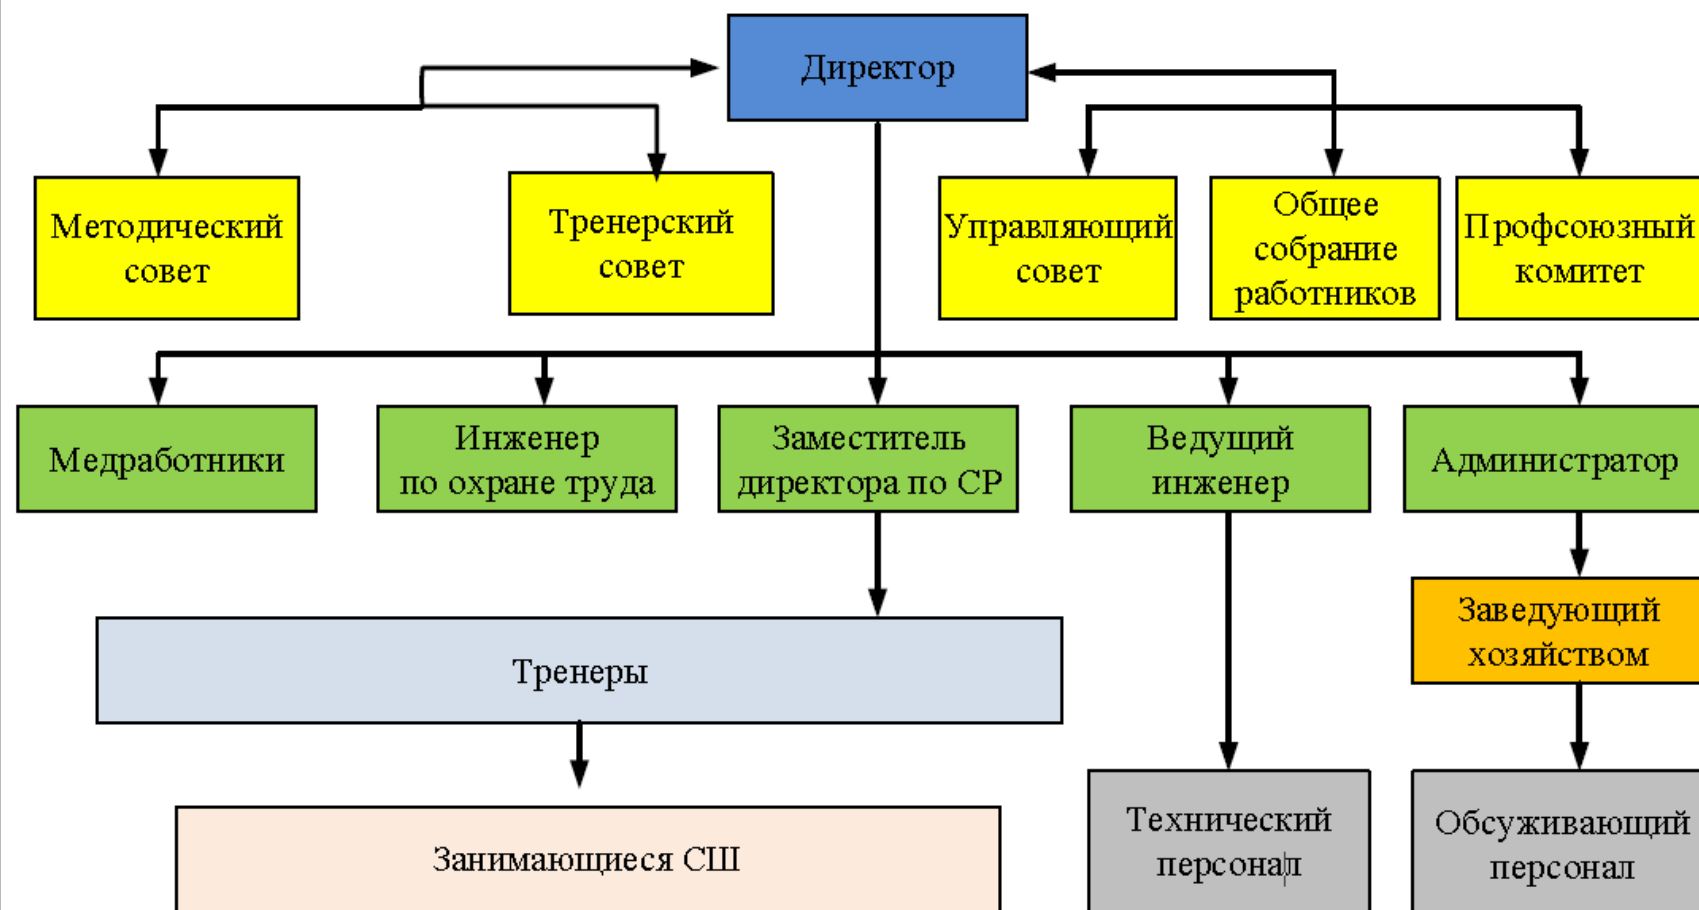 Директор
Методический
совет
Тренерский
совет
Управляющий
совет
Общее
собрание
работников
Профсоюзный
комитет
Медработники
Инженер
по охране труда
Заместитель
директора по СР
Ведущий
инженер
Администратор
Заведующий
хозяйством
Тренеры
Занимающиеся СШ
Технический
персонал
Обсуживающий
персонал